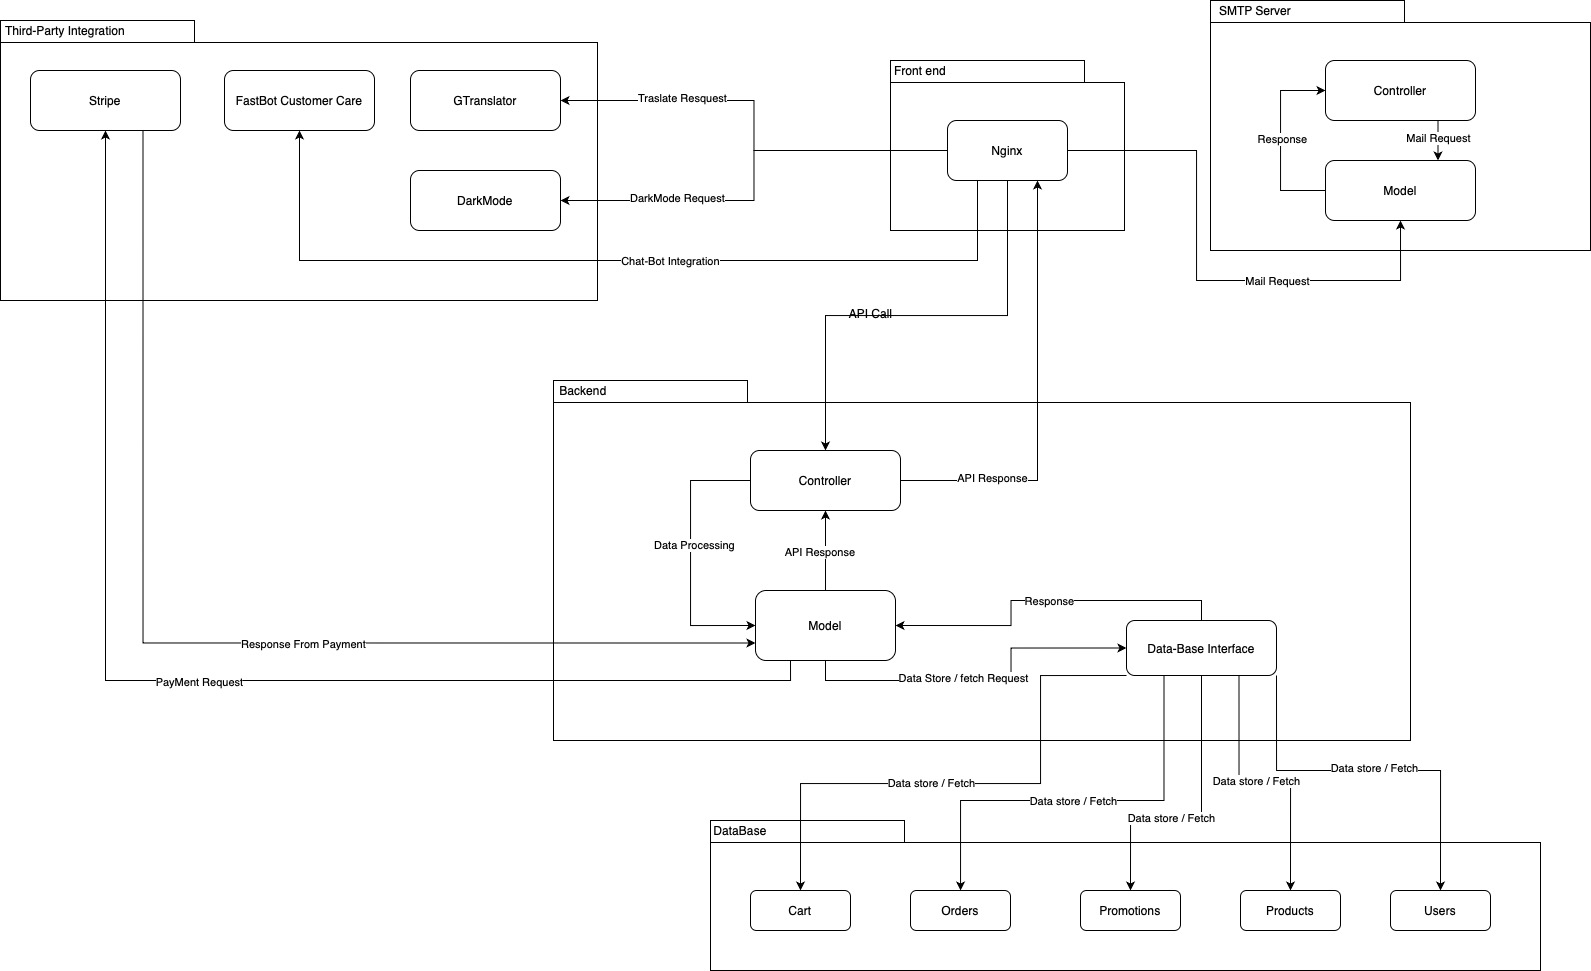 SMTP Server
Third-Party Integration
Front end
Stripe
FastBot Customer Care
GTranslator
Traslate Resquest
Nginx
Controller
Response
Mail Request
Model
DarkMode
DarkMode Request
Chat-Bot Integration
Mail Request
API Call
Backend
Controller
API Response
Data Processing
API Response
Model
Response
Response From Payment
Data-Base Interface
PayMent Request
Data Store / fetch Request
Data store / Fetch
Data store / Fetch
Data store / Fetch
Data store / Fetch
Data store / Fetch
DataBase
Cart
Orders
Promotions
Products
Users